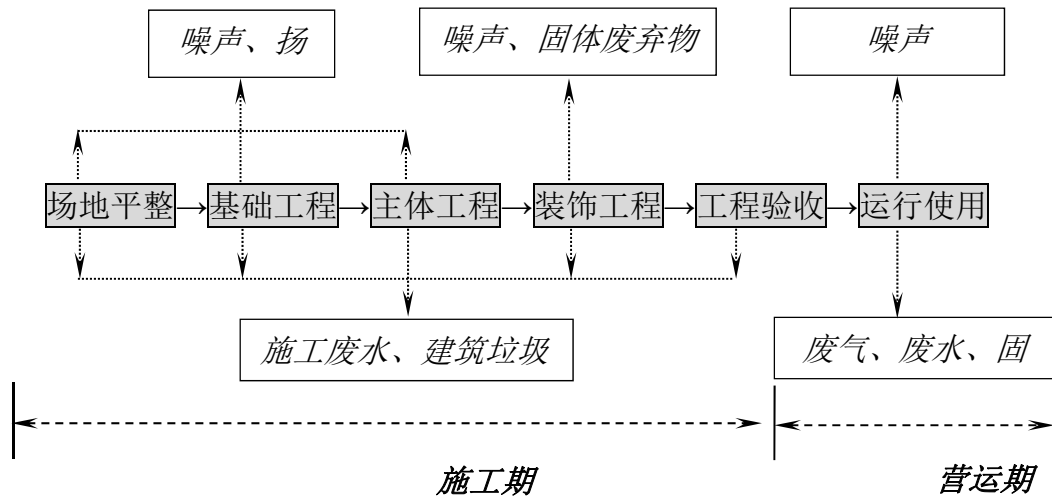 噪声、扬
噪声、固体废弃物
噪声
场地平整→基础工程→主体工程→装饰工程→工程验收→运行使用
施工废水、建筑垃圾
废气、废水、固
施工期
营运期